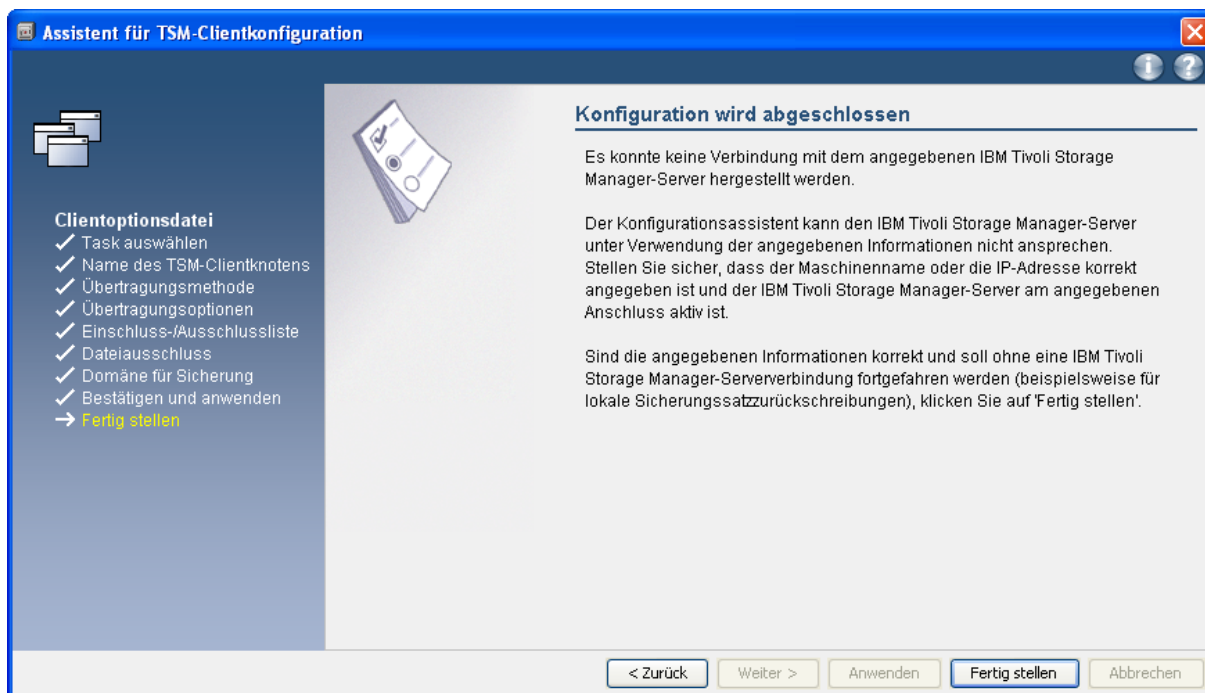 Assistent für TSM-Clientkonfiguration
Clientoptionsdatei
Task auswählen
Name des TSM-Clientknotens
Übertragungsmethode
Übertragungsoptionen
Einschluss-/Ausschlussliste
Dateiausschluss
Domäne für Sicherung
Bestätigen und anwenden
Fertig stellen
Konfiguration wird abgeschlossen
Es konnte keine Verbindung mit dem angegebenen IBM Tivoli Storage
Manager-Server hergestellt werden.
Der Konfigurationsassistent kann den IBM Tivoli Storage Manager-Server
unter Verwendung der angegebenen Informationen nicht ansprechen.
Stellen Sie sicher, dass der Maschinenname oder die IP-Adresse korrekt
angegeben ist und der IBM Tivoli Storage Manager-Server am angegebenen
Anschluss aktiv ist.
Sind die angegebenen Informationen korrekt und soll ohne eine IBM Tivoli
Storage Manager-Serververbindung fortgefahren werden (beispielsweise für
lokale Sicherungssatzzurückschreibungen), klicken Sie auf 'Fertig stellen'.
< Zurück
Weiter >
Anwenden
Fertig stellen
Abbrechen